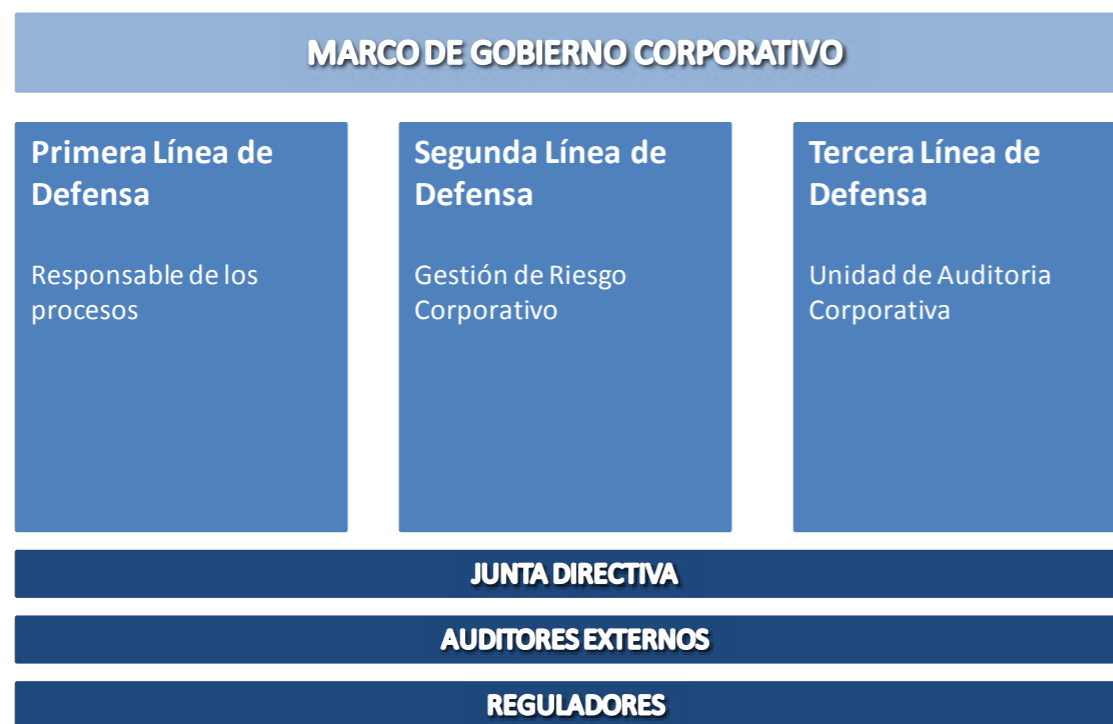 MARCO DE GOBIERNO CORPORATIVO
Primera Línea de
Defensa
Responsable de los
procesos
Segunda Línea de
Defensa
Gestión de Riesgo
Corporativo
Tercera Línea de
Defensa
Unidad de Auditoria
Corporativa
JUNTA DIRECTIVA
AUDITORES EXTERNOS
REGULADORES